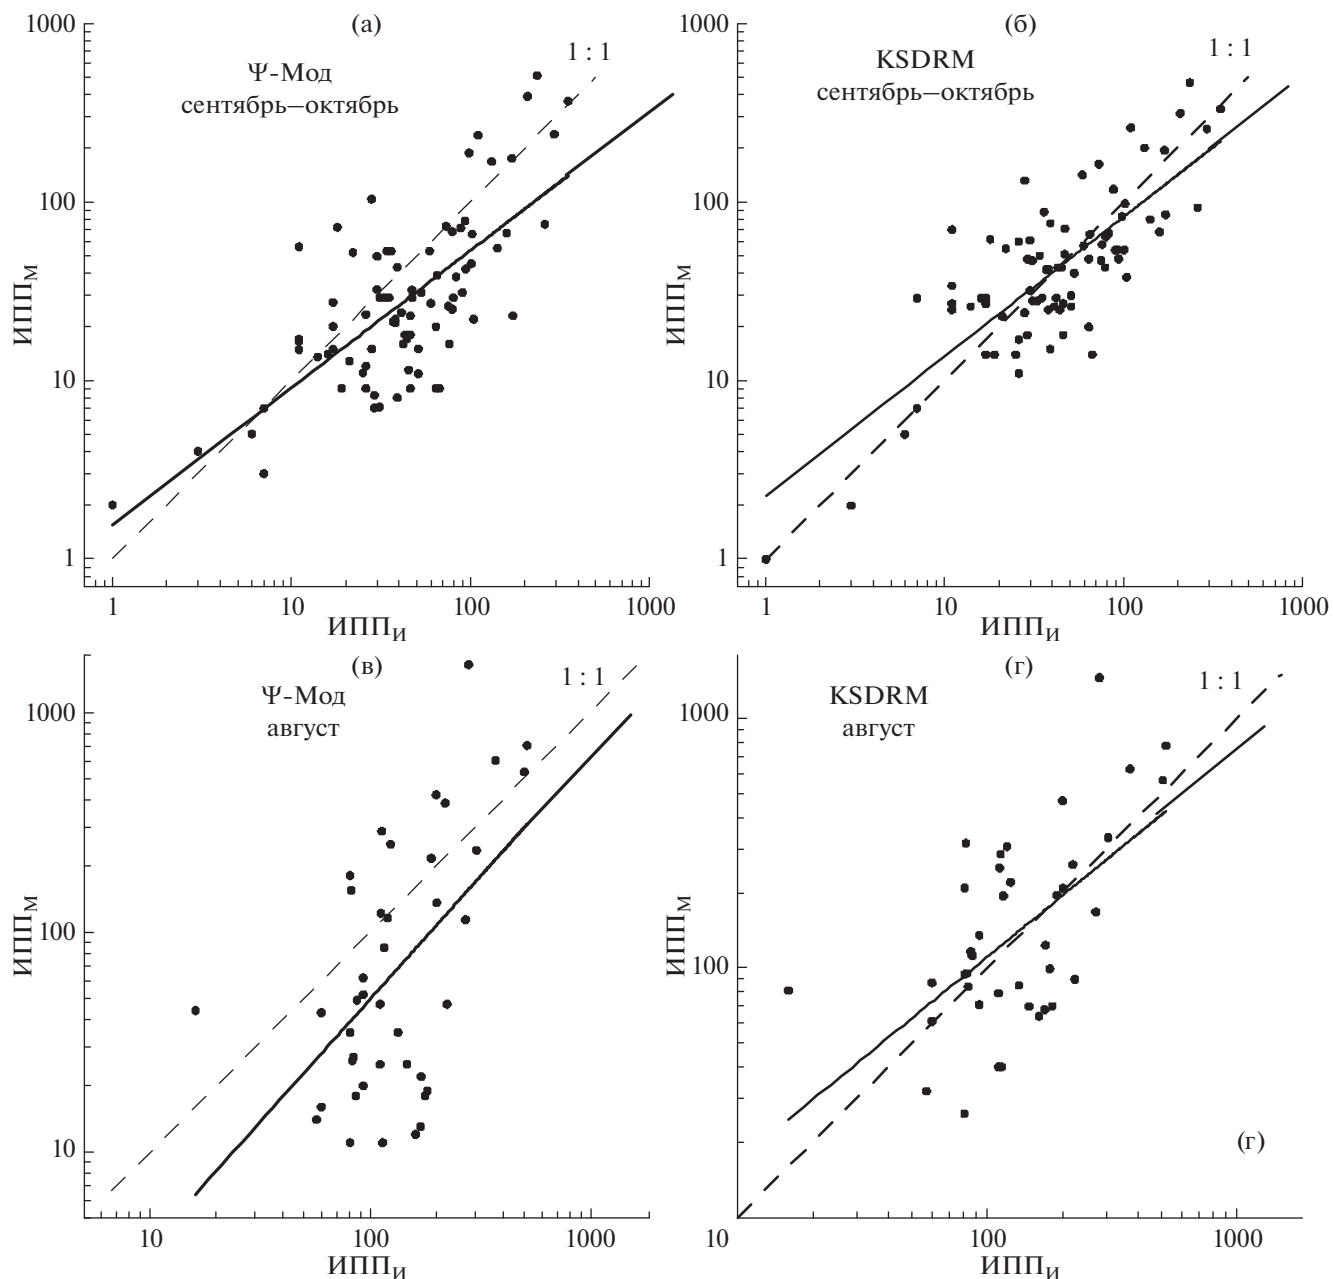 1000
(а)
1 : 1
Ψ-Мод
сентябрь–октябрь
100
ИППМ
10
1
1
10
100
1000
ИППИ
1000
(б)
1 : 1
KSDRM
сентябрь–октябрь
100
ИППМ
10
1
1
10
100
1000
ИППИ
(в)
1 : 1
Ψ-Мод
август
1000
ИППМ
100
10
10
100
1000
ИППИ
(г)
1 : 1
KSDRM
август
1000
ИППМ
100
(г)
10
100
1000
ИППИ